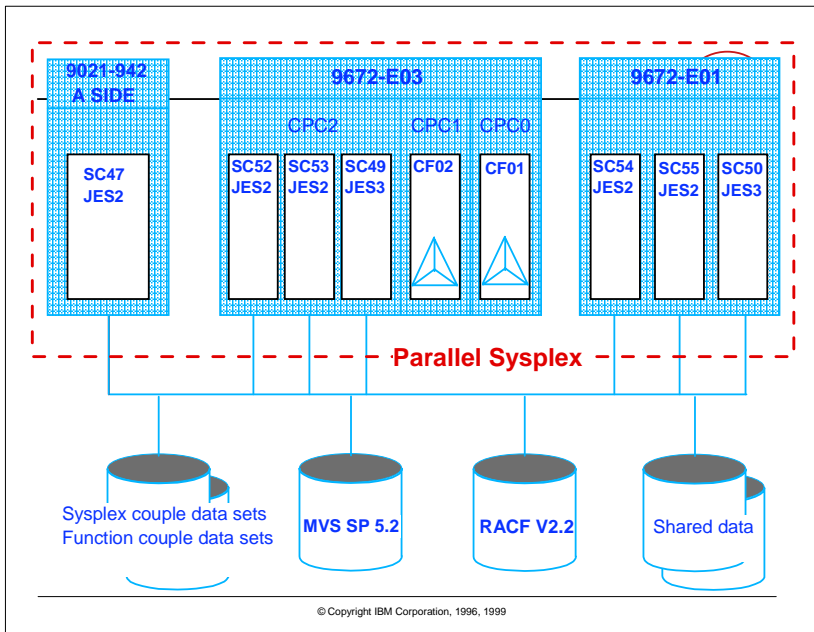 9021-942
A SIDE
9672-E03
9672-E01
CPC2
CPC1
CPC0
SC47
JES2
SC52
JES2
SC53
JES2
SC49
JES3
CF02
CF01
SC54
JES2
SC55
JES2
SC50
JES3
Parallel Sysplex
Sysplex couple data sets
Function couple data sets
MVS SP 5.2
RACF V2.2
Shared data
© Copyright IBM Corporation, 1996, 1999